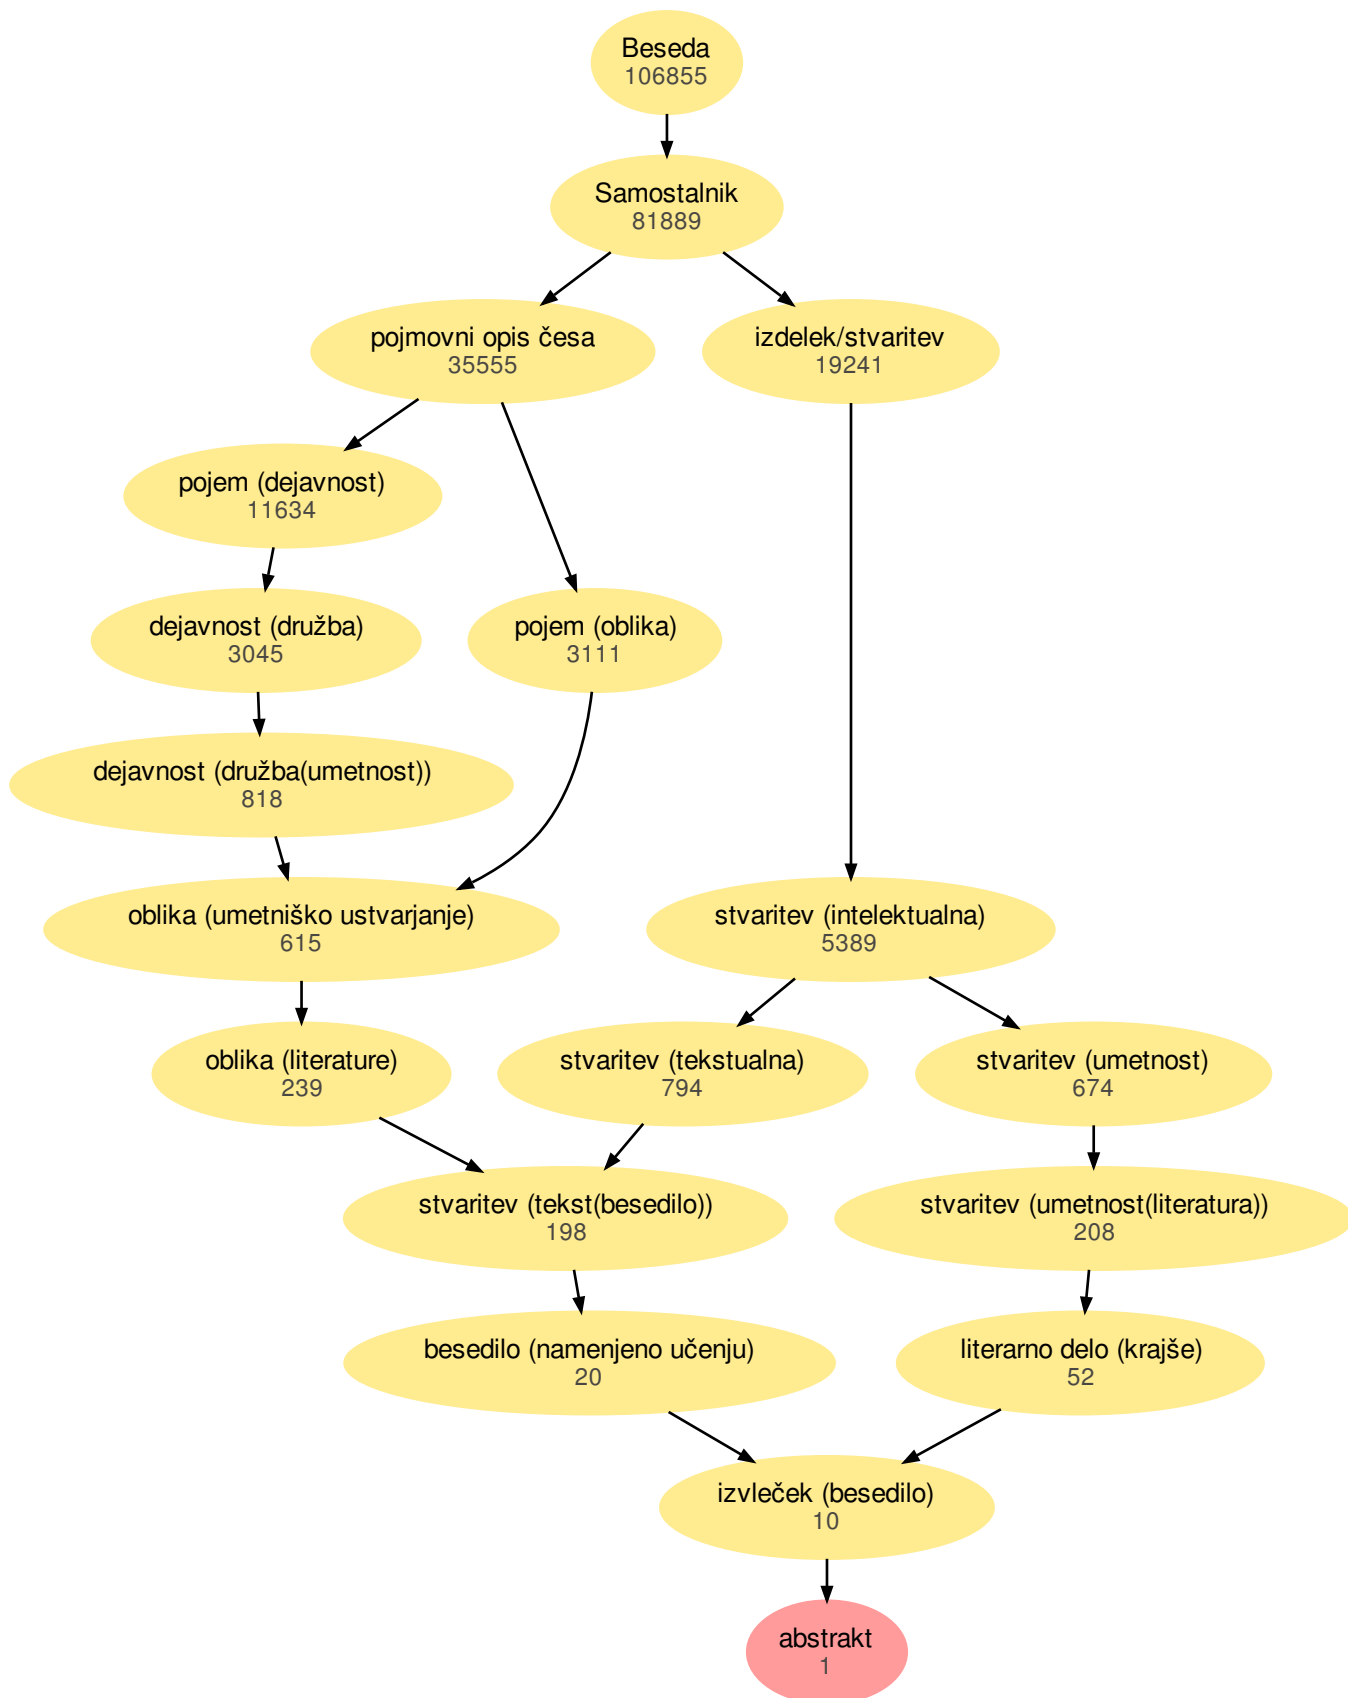 Beseda
106855
Samostalnik
81889
pojmovni opis česa
35555
izdelek/stvaritev
19241
pojem (dejavnost)
11634
dejavnost (družba)
3045
pojem (oblika)
3111
dejavnost (družba(umetnost))
818
oblika (umetniško ustvarjanje)
615
stvaritev (intelektualna)
5389
oblika (literature)
239
stvaritev (tekstualna)
794
stvaritev (umetnost)
674
stvaritev (tekst(besedilo))
198
stvaritev (umetnost(literatura))
208
besedilo (namenjeno učenju)
20
literarno delo (krajše)
52
izvleček (besedilo)
10
abstrakt
1